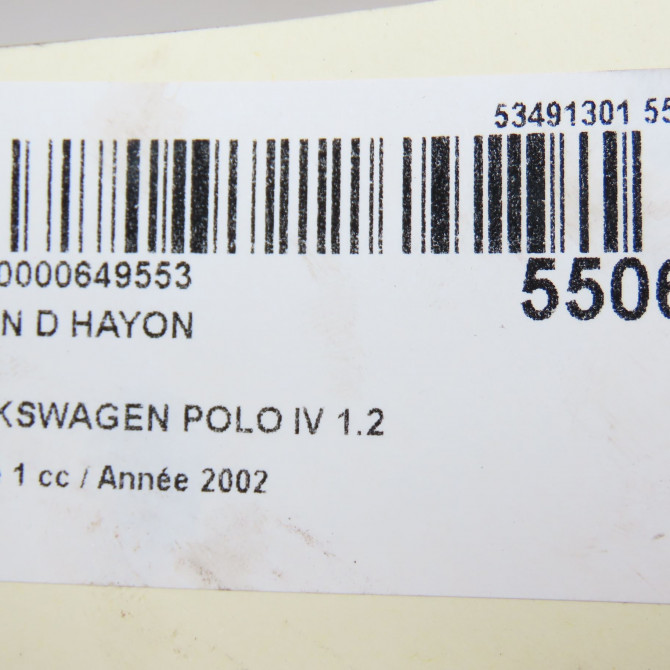 53491301 55
0000649553
5506
N D HAYON
KSWAGEN POLO IV 1.2
1 cc / Année 2002